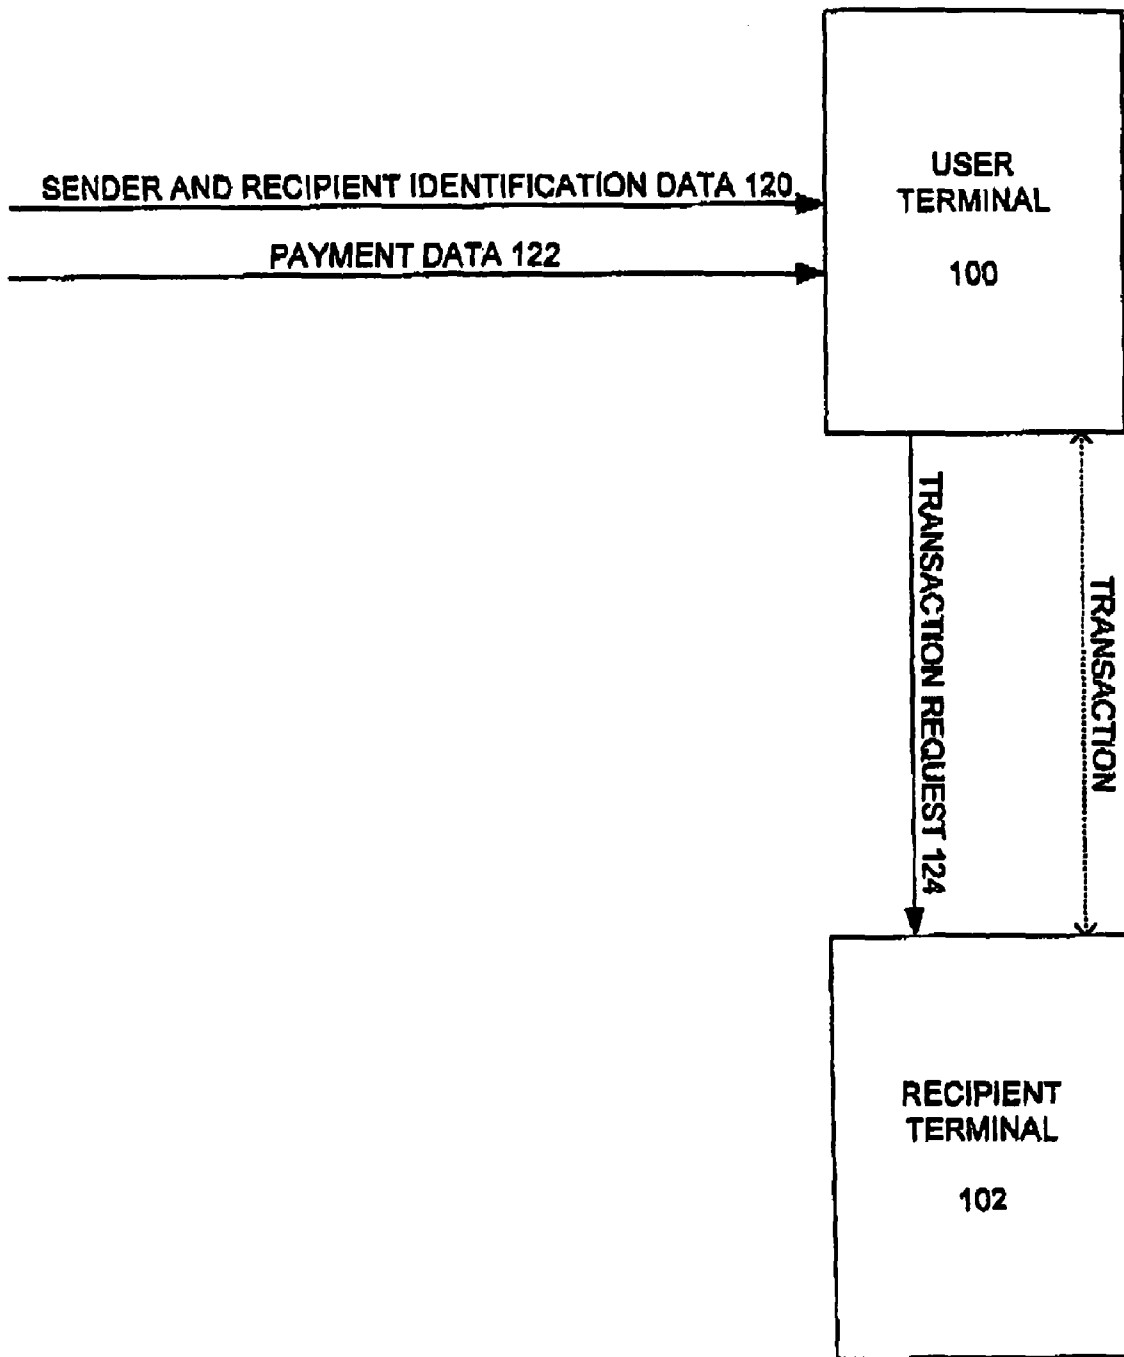 USER
TERMINAL
100
SENDER AND RECIPIENT IDENTIFICATION DATA 120
PAYMENT DATA 122
TRANSACTION REQUEST 124
TRANSACTION
RECIPIENT
TERMINAL
102